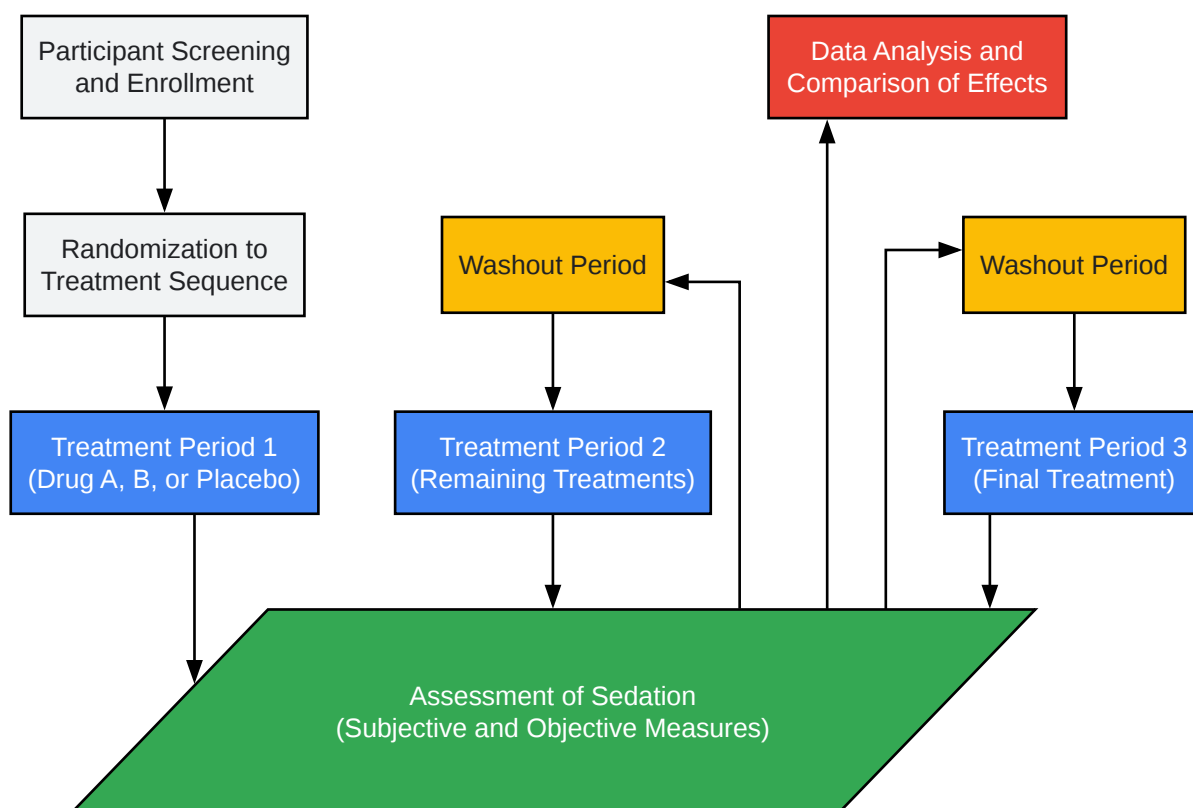 Participant Screening
and Enrollment
Data Analysis and
Comparison of Effects
Randomization to
Treatment Sequence
Washout Period
Washout Period
Treatment Period 1
(Drug A, B, or Placebo)
Treatment Period 2
(Remaining Treatments)
Treatment Period 3
(Final Treatment)
Assessment of Sedation
(Subjective and Objective Measures)